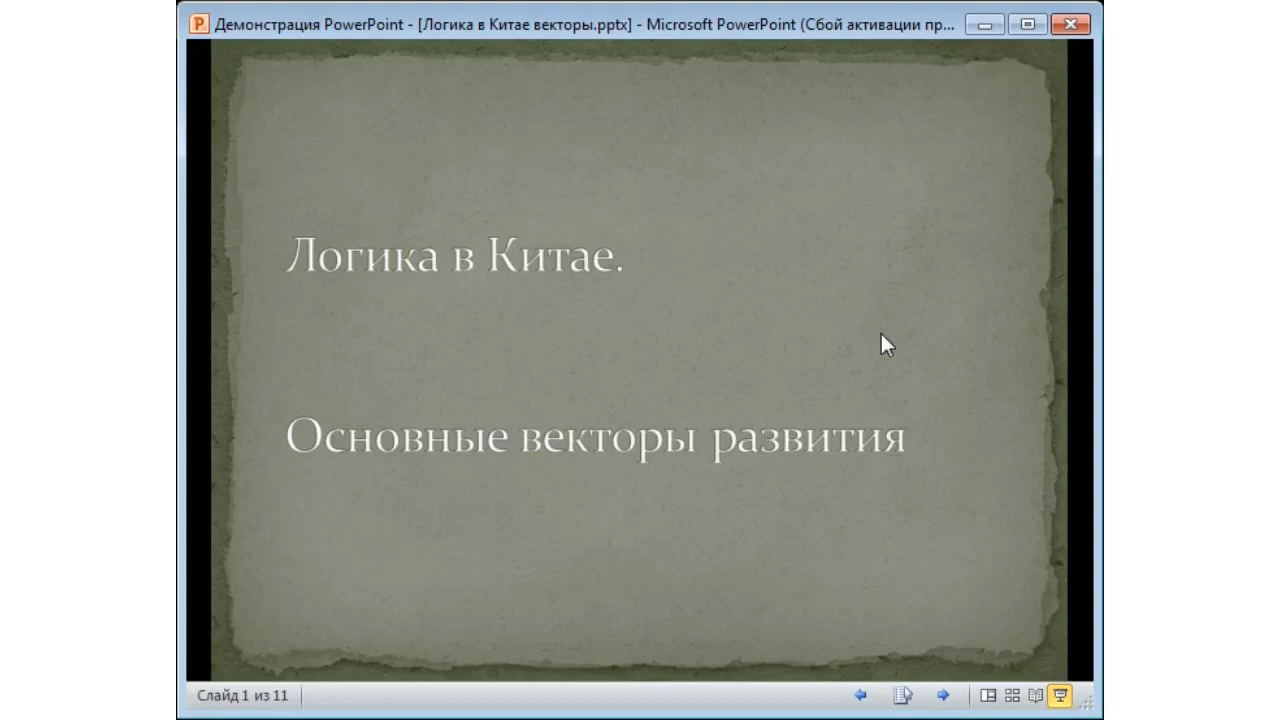 Демонстрация PowerPoint - [Логика в Китае векторы.pptx] - Microsoft PowerPoint (Сбой активации пр...
Логика в Китае.
Основные векторы развития
Слайд 1 из 11